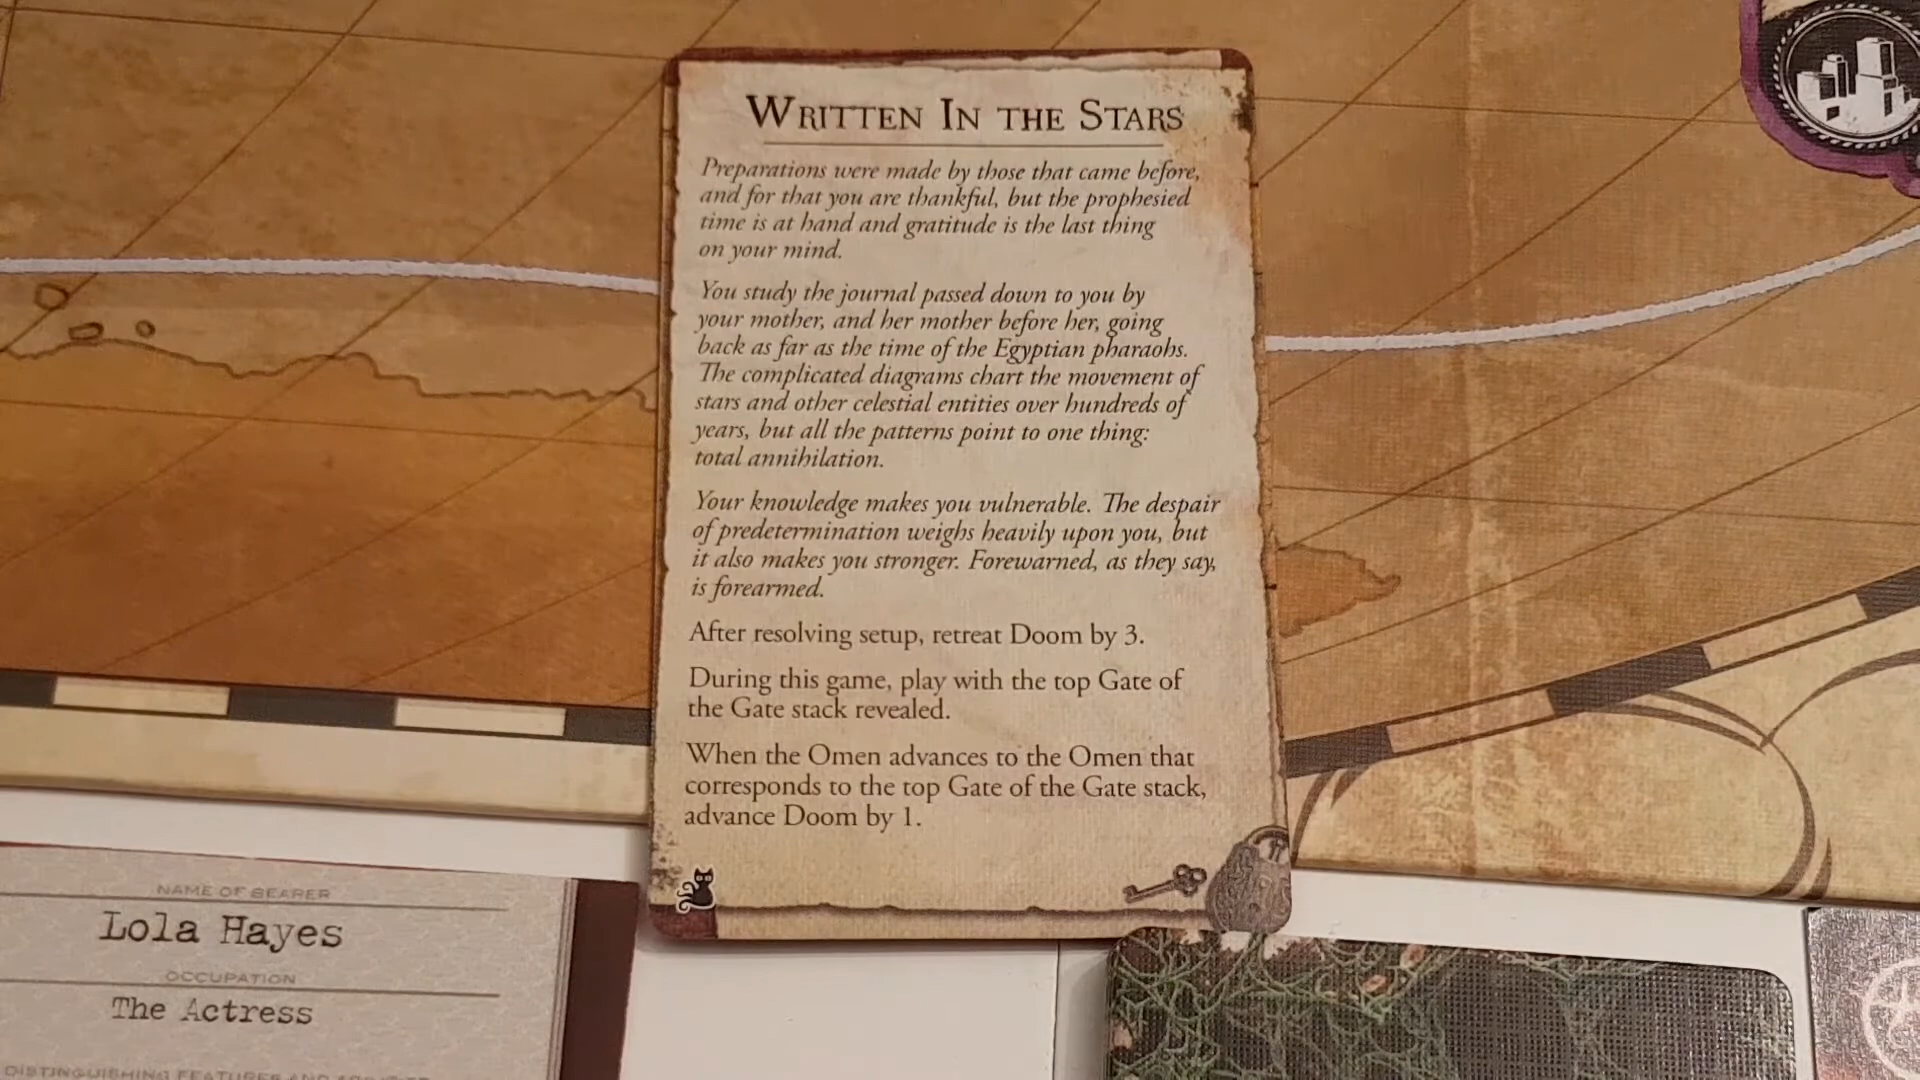 WRITTEN IN THE STARS
Preparations were made by those that came before,
and for that you are thankful, but the prophesied
time is at hand and gratitude is the last thing
on your mind.
You study the journal passed down to you by
your mother, and her mother before her, going
back as far as the time of the Egyptian pharaohs.
The complicated diagrams chart the movement of
stars and other celestial entities over hundreds of
years, but all the patterns point to one thing:
total annihilation.
Your knowledge makes you vulnerable. The despair
of predetermination weighs heavily upon you, but
it also makes you stronger. Forewarned, as they say,
is forearmed.
After resolving setup, retreat Doom by 3.
During this game, play with the top Gate of
the Gate stack revealed.
When the Omen advances to the Omen that
corresponds to the top Gate of the Gate stack,
advance Doom by 1.
NAME OF BEARER
Lola Hayes
OCCUPATION
The Actress
DISTINGUISHING FEATURES AND